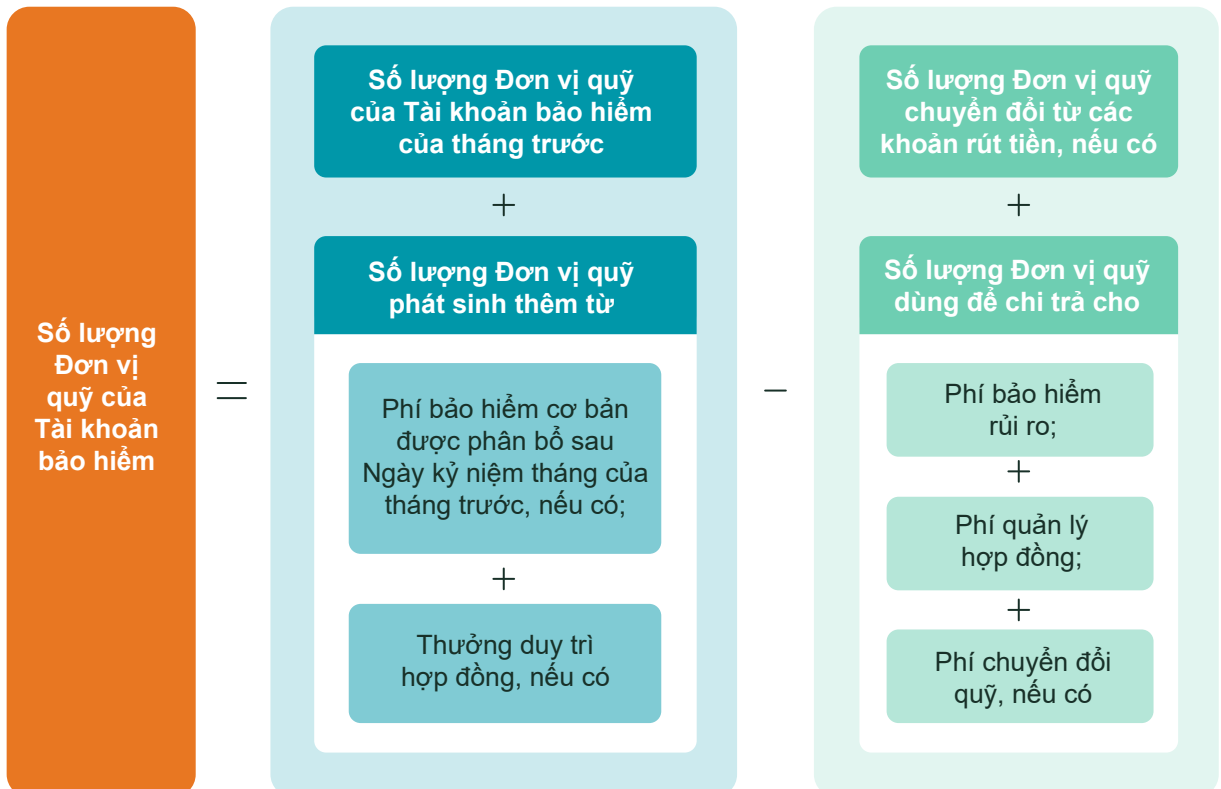 Số lượng
Đơn vị
quỹ của
Tài khoản
bảo hiểm
=
Số lượng Đơn vị quỹ
của Tài khoản bảo hiểm
của tháng trước
+
Số lượng Đơn vị quỹ
phát sinh thêm từ
Phí bảo hiểm cơ bản
được phân bổ sau
Ngày kỷ niệm tháng của
tháng trước, nếu có;
+
Thưởng duy trì
hợp đồng, nếu có
−
Số lượng Đơn vị quỹ
chuyển đổi từ các
khoản rút tiền, nếu có
+
Số lượng Đơn vị quỹ
dùng để chi trả cho
Phí bảo hiểm
rủi ro;
+
Phí quản lý
hợp đồng;
+
Phí chuyển đổi
quỹ, nếu có